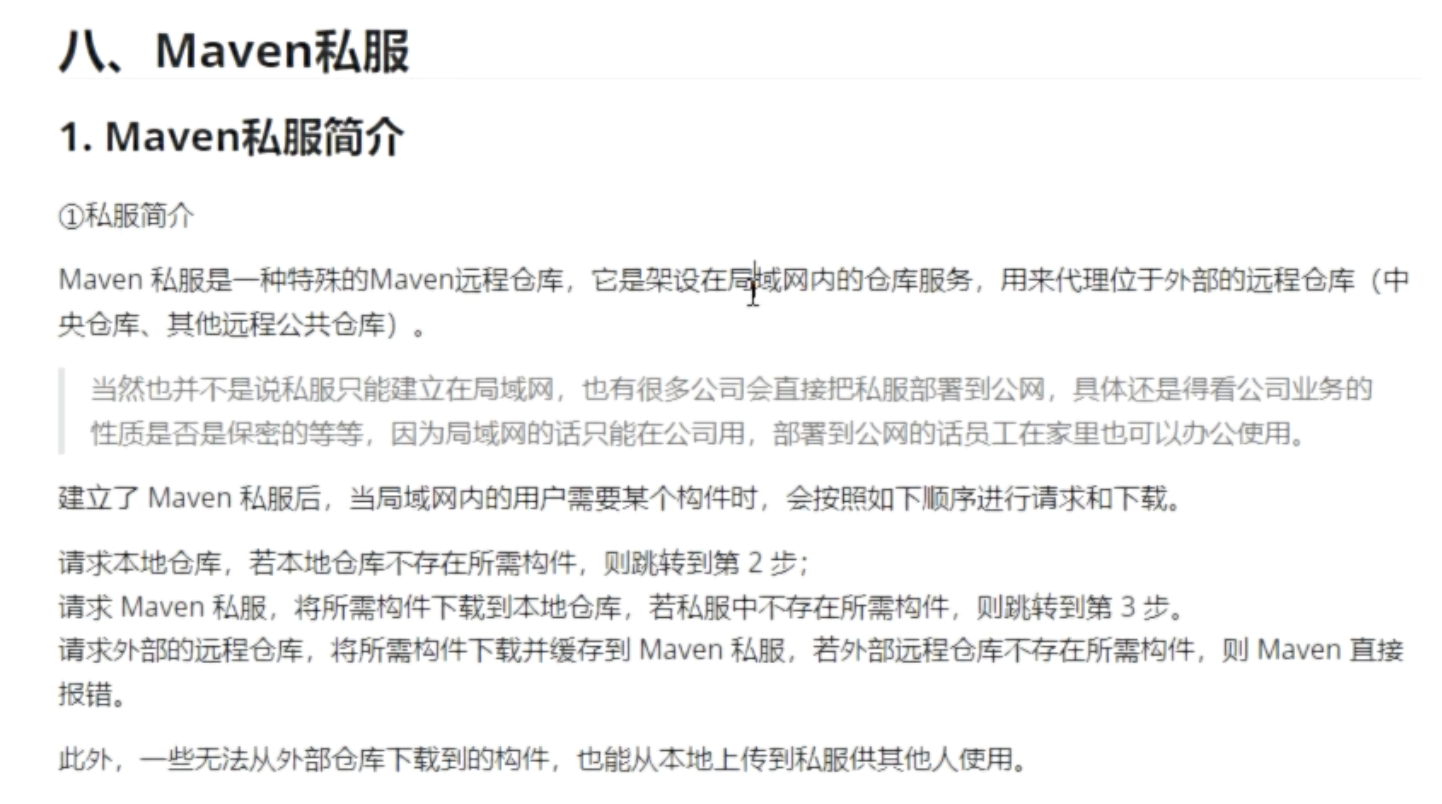 八、Maven私服
1. Maven私服简介
①私服简介
Maven 私服是一种特殊的Maven远程仓库，它是架设在局域网内的仓库服务，用来代理位于外部的远程仓库（中
央仓库、其他远程公共仓库）。
当然也并不是说私服只能建立在局域网，也有很多公司会直接把私服部署到公网，具体还是得看公司业务的
性质是否是保密的等等，因为局域网的话只能在公司用，部署到公网的话员工在家里也可以办公使用。
建立了 Maven 私服后，当局域网内的用户需要某个构件时，会按照如下顺序进行请求和下载。
请求本地仓库，若本地仓库不存在所需构件，则跳转到第 2 步；
请求 Maven 私服，将所需构件下载到本地仓库，若私服中不存在所需构件，则跳转到第 3 步。
请求外部的远程仓库，将所需构件下载并缓存到 Maven 私服，若外部远程仓库不存在所需构件，则 Maven 直接
报错。
此外，一些无法从外部仓库下载到的构件，也能从本地上传到私服供其他人使用。